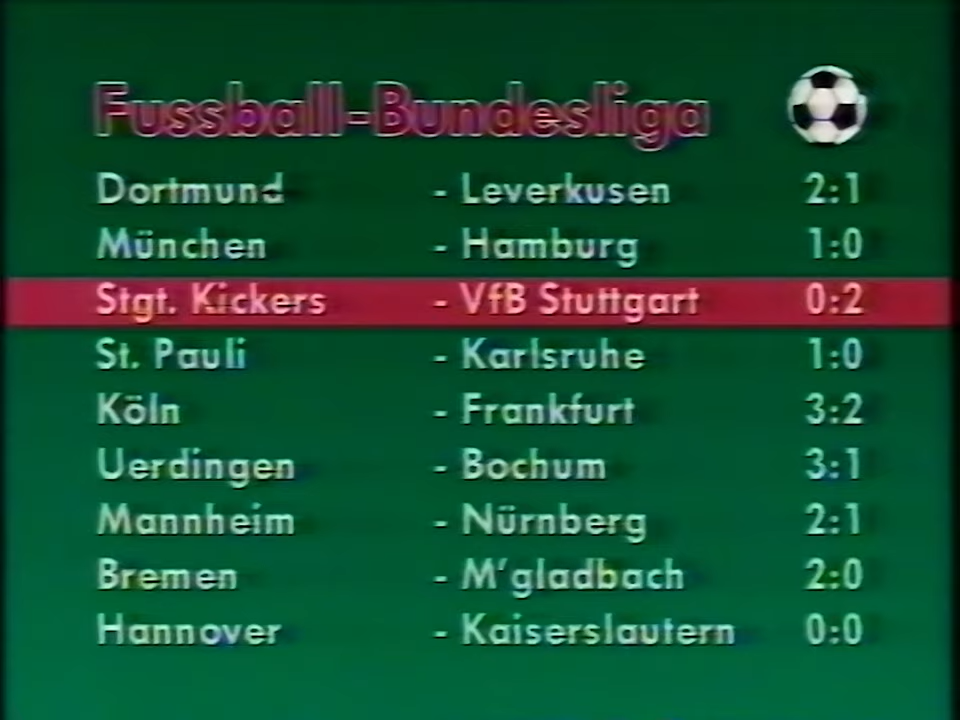 Fussball-Bundesliga
Dortmund - Leverkusen 2:1
München - Hamburg 1:0
Stgt. Kickers - VfB Stuttgart 0:2
St. Pauli - Karlsruhe 1:0
Köln - Frankfurt 3:2
Uerdingen - Bochum 3:1
Mannheim - Nürnberg 2:1
Bremen - M'gladbach 2:0
Hannover - Kaiserslautern 0:0